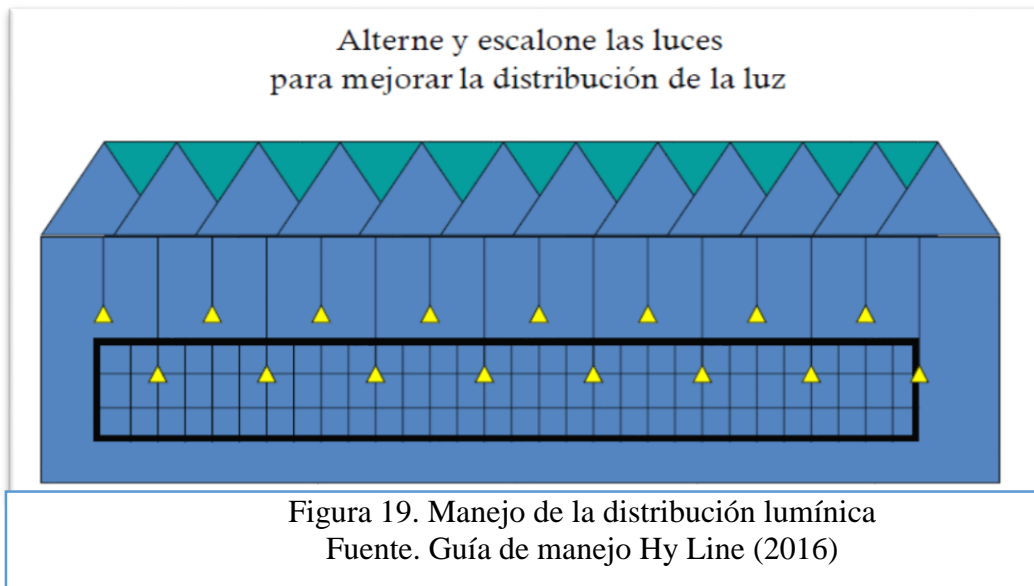 Alterne y escalone las luces
para mejorar la distribución de la luz
Figura 19. Manejo de la distribución lumínica
Fuente. Guía de manejo Hy Line (2016)